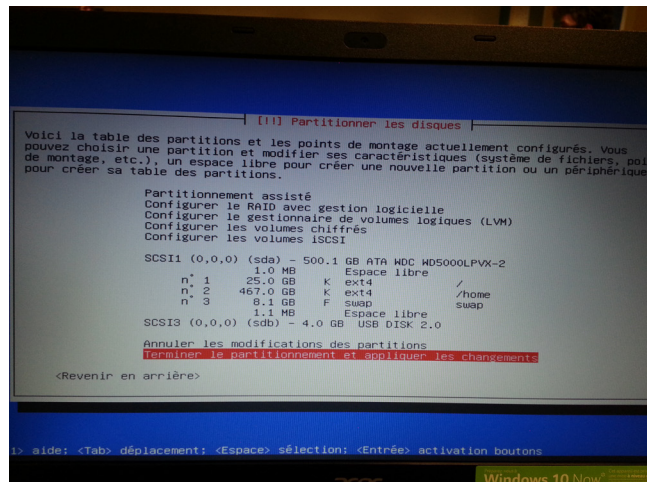 [!!] Partitionner les disques
Voici la table des partitions et les points de montage actuellement configurés. Vous
pouvez choisir une partition et modifier ses caractéristiques (système de fichiers, poi
de montage, etc.), un espace libre pour créer une nouvelle partition ou un périphérique
pour créer sa table des partitions.
Partitionnement assisté
Configurer le RAID avec gestion logicielle
Configurer le gestionnaire de volumes logiques (LVM)
Configurer les volumes chiffrés
Configurer les volumes iSCSI
SCSI1 (0,0,0) (sda) - 500.1 GB ATA WDC WD5000LPVX-2
1.0 MB Espace libre
n° 1 25.0 GB K ext4 /
n° 2 467.0 GB K ext4 /home
n° 3 8.1 GB F swap swap
1.1 MB Espace libre
SCSI3 (0,0,0) (sdb) - 4.0 GB USB DISK 2.0
Annuler les modifications des partitions
Terminer le partitionnement et appliquer les changements
<Revenir en arrière>
1> aide; <Tab> déplacement; <Espace> sélection; <Entrée> activation boutons
acer
Windows 10 Now